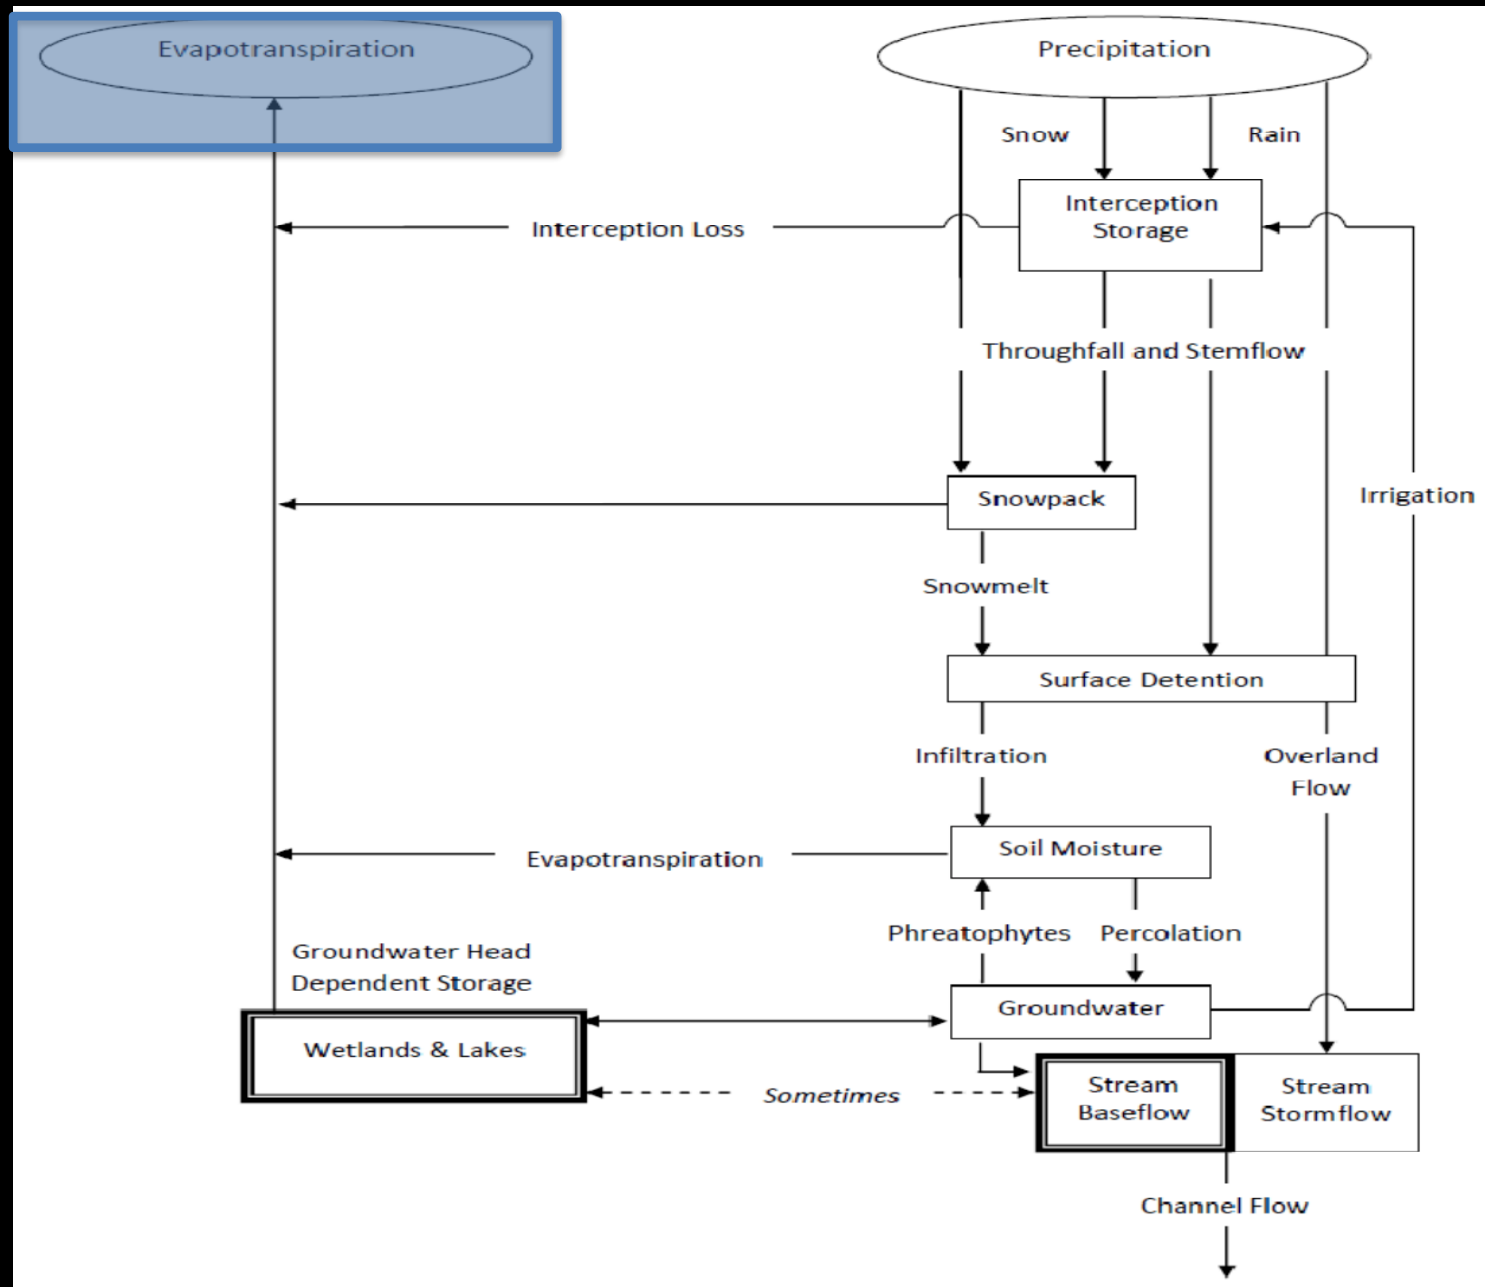 Evapotranspiration
Precipitation
Snow
Rain
Interception
Storage
Interception Loss
Throughfall and Stemflow
Snowpack
Irrigation
Snowmelt
Surface Detention
Infiltration
Overland
Flow
Soil Moisture
Evapotranspiration
Phreatophytes
Percolation
Groundwater Head
Dependent Storage
Groundwater
Wetlands & Lakes
Sometimes
Stream
Baseflow
Stream
Stormflow
Channel Flow